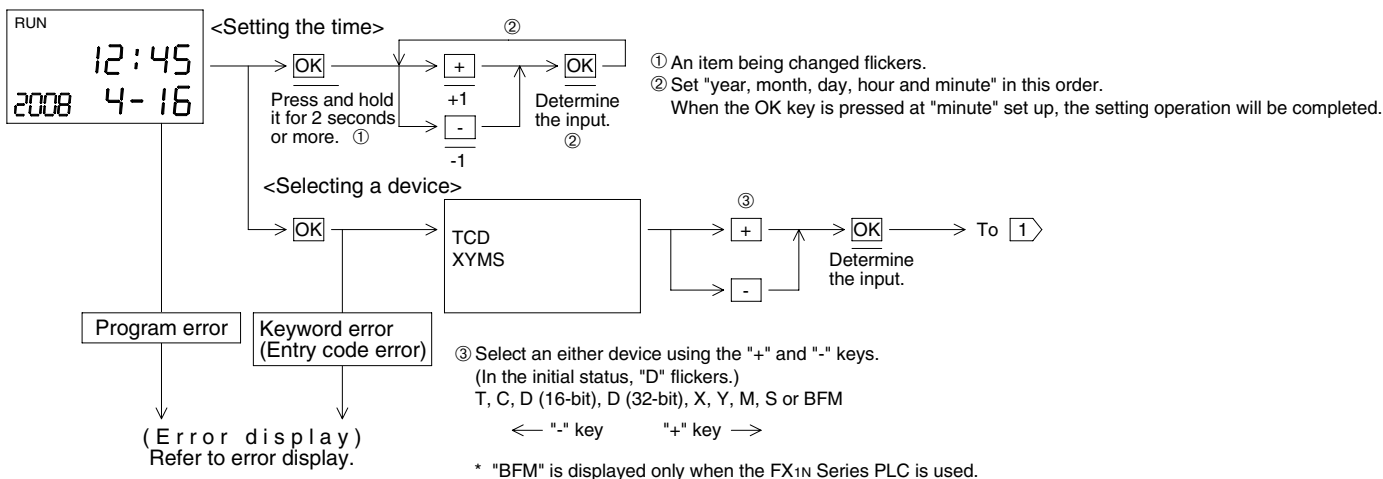 RUN
12:45
2008 4-16
<Setting the time>
OK
Press and hold
it for 2 seconds
or more. ①
②
+
+1
-
-1
OK
Determine
the input.
②
① An item being changed flickers.
② Set "year, month, day, hour and minute" in this order.
When the OK key is pressed at "minute" set up, the setting operation will be completed.
<Selecting a device>
OK
TCD
XYMS
③
+
-
OK
Determine
the input.
To 1
Program error
Keyword error
(Entry code error)
(Error display)
Refer to error display.
③ Select an either device using the "+" and "-" keys.
(In the initial status, "D" flickers.)
T, C, D (16-bit), D (32-bit), X, Y, M, S or BFM
← "-" key "+" key →
* "BFM" is displayed only when the FX1N Series PLC is used.